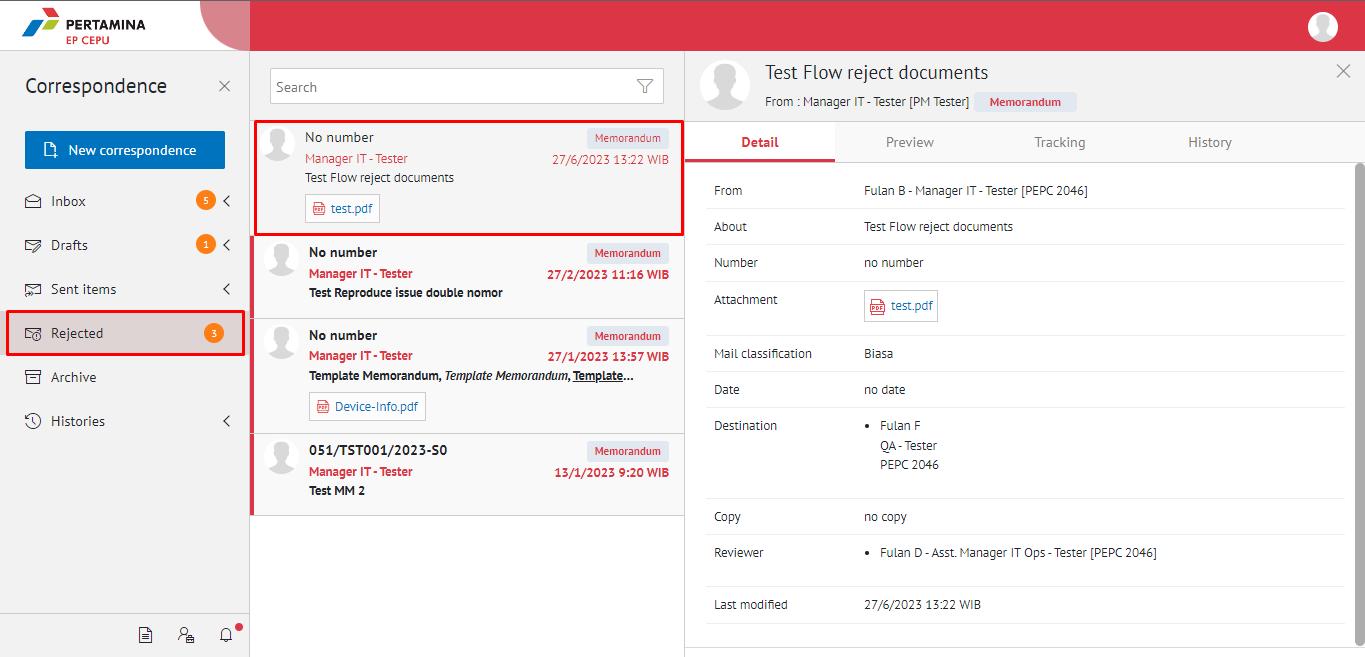 PERTAMINA
EP CEPU
Correspondence
New correspondence
Inbox 5
Drafts 1
Sent items
Rejected 3
Archive
Histories
Search
No number Memorandum
Manager IT - Tester 27/6/2023 13:22 WIB
Test Flow reject documents
PDF test.pdf
No number Memorandum
Manager IT - Tester 27/2/2023 11:16 WIB
Test Reproduce issue double nomor
No number Memorandum
Manager IT - Tester 27/1/2023 13:57 WIB
Template Memorandum, Template Memorandum, Template...
PDF Device-Info.pdf
051/TST001/2023-S0 Memorandum
Manager IT - Tester 13/1/2023 9:20 WIB
Test MM 2
Test Flow reject documents
From : Manager IT - Tester [PM Tester] Memorandum
Detail Preview Tracking History
From Fulan B - Manager IT - Tester [PEPC 2046]
About Test Flow reject documents
Number no number
Attachment PDF test.pdf
Mail classification Biasa
Date no date
Destination • Fulan F
QA - Tester
PEPC 2046
Copy no copy
Reviewer • Fulan D - Asst. Manager IT Ops - Tester [PEPC 2046]
Last modified 27/6/2023 13:22 WIB